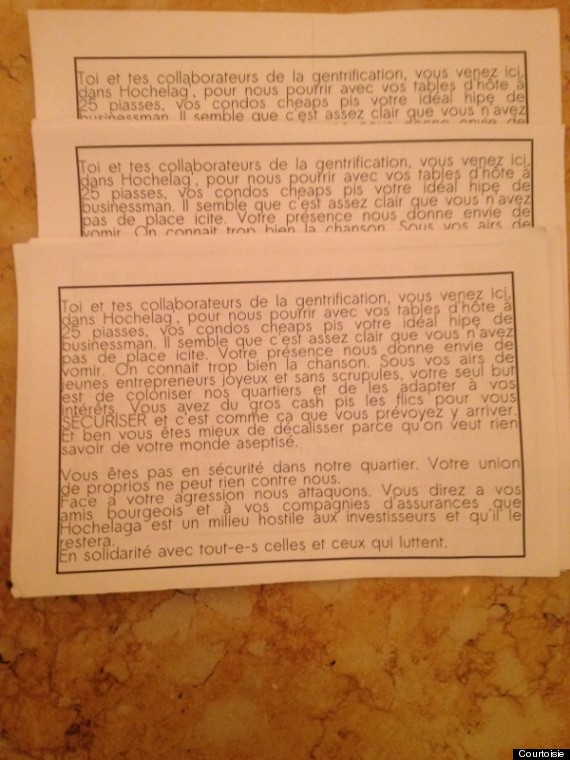 Toi et tes collaborateurs de la gentrification, vous venez ici,
dans Hochelag', pour nous pourrir avec vos tables d'hôte à
25 piasses, vos condos cheaps pis votre idéal hipe de
businessman. Il semble que c'est assez clair que vous n'avez
Toi et tes collaborateurs de la gentrification, vous venez ici,
dans Hochelag', pour nous pourrir avec vos tables d'hôte à
25 piasses, vos condos cheaps pis votre idéal hipe de
businessman. Il semble que c'est assez clair que vous n'avez
pas de place icite. Votre présence nous donne envie de
vomir. On connait trop bien la chanson. Sous vos airs de
Toi et tes collaborateurs de la gentrification, vous venez ici,
dans Hochelag', pour nous pourrir avec vos tables d'hôte à
25 piasses, vos condos cheaps pis votre idéal hipe de
businessman. Il semble que c'est assez clair que vous n'avez
pas de place icite. Votre présence nous donne envie de
vomir. On connait trop bien la chanson. Sous vos airs de
jeunes entrepreneurs joyeux et sans scrupules, votre seul but
est de coloniser nos quartiers et de les adapter à vos
intérêts. Vous avez du gros cash pis les flics pour vous
SÉCURISER et c'est comme ça que vous prévoyez y arriver.
Et ben vous êtes mieux de décalisser parce qu'on veut rien
savoir de votre monde aseptisé.
Vous êtes pas en sécurité dans notre quartier. Votre union
de proprios ne peut rien contre nous.
Face à votre agression nous attaquons. Vous direz a vos
amis bourgeois et à vos compagnies d'assurances que
Hochelaga est un milieu hostile aux investisseurs et qu'il le
restera.
En solidarité avec tout-e-s celles et ceux qui luttent.
Courtoisie